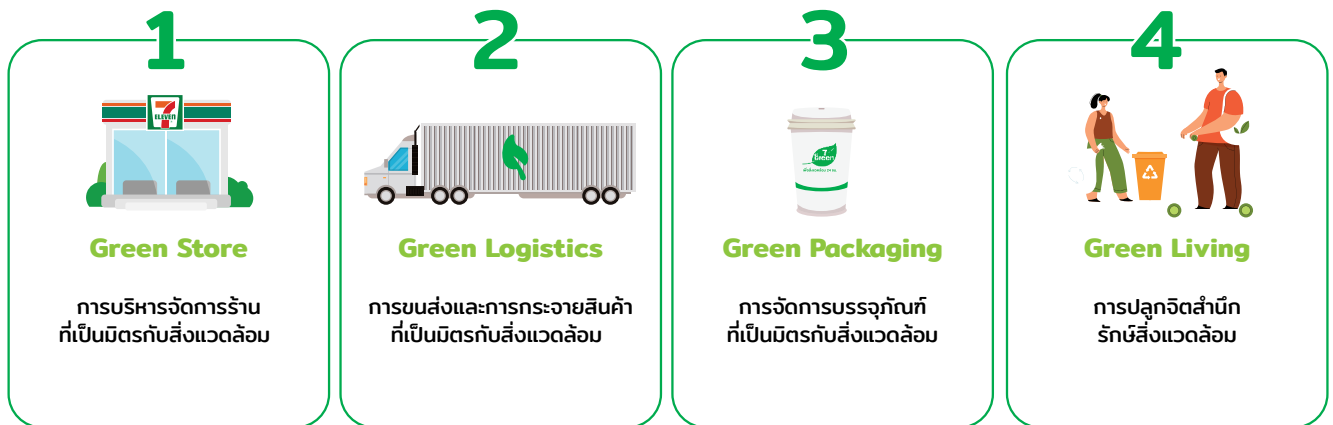 1
7
ELEVEn
Green Store
การบริหารจัดการร้าน
ที่เป็นมิตรกับสิ่งแวดล้อม
2
Green Logistics
การขนส่งและการกระจายสินค้า
ที่เป็นมิตรกับสิ่งแวดล้อม
3
7
Green
Green Packaging
การจัดการบรรจุภัณฑ์
ที่เป็นมิตรกับสิ่งแวดล้อม
4
Green Living
การปลูกจิตสำนึก
รักษ์สิ่งแวดล้อม